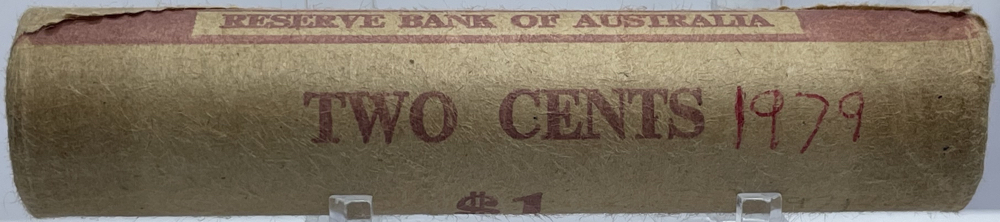 RESERVE BANK OF AUSTRALIA
TWO CENTS 1979
$1